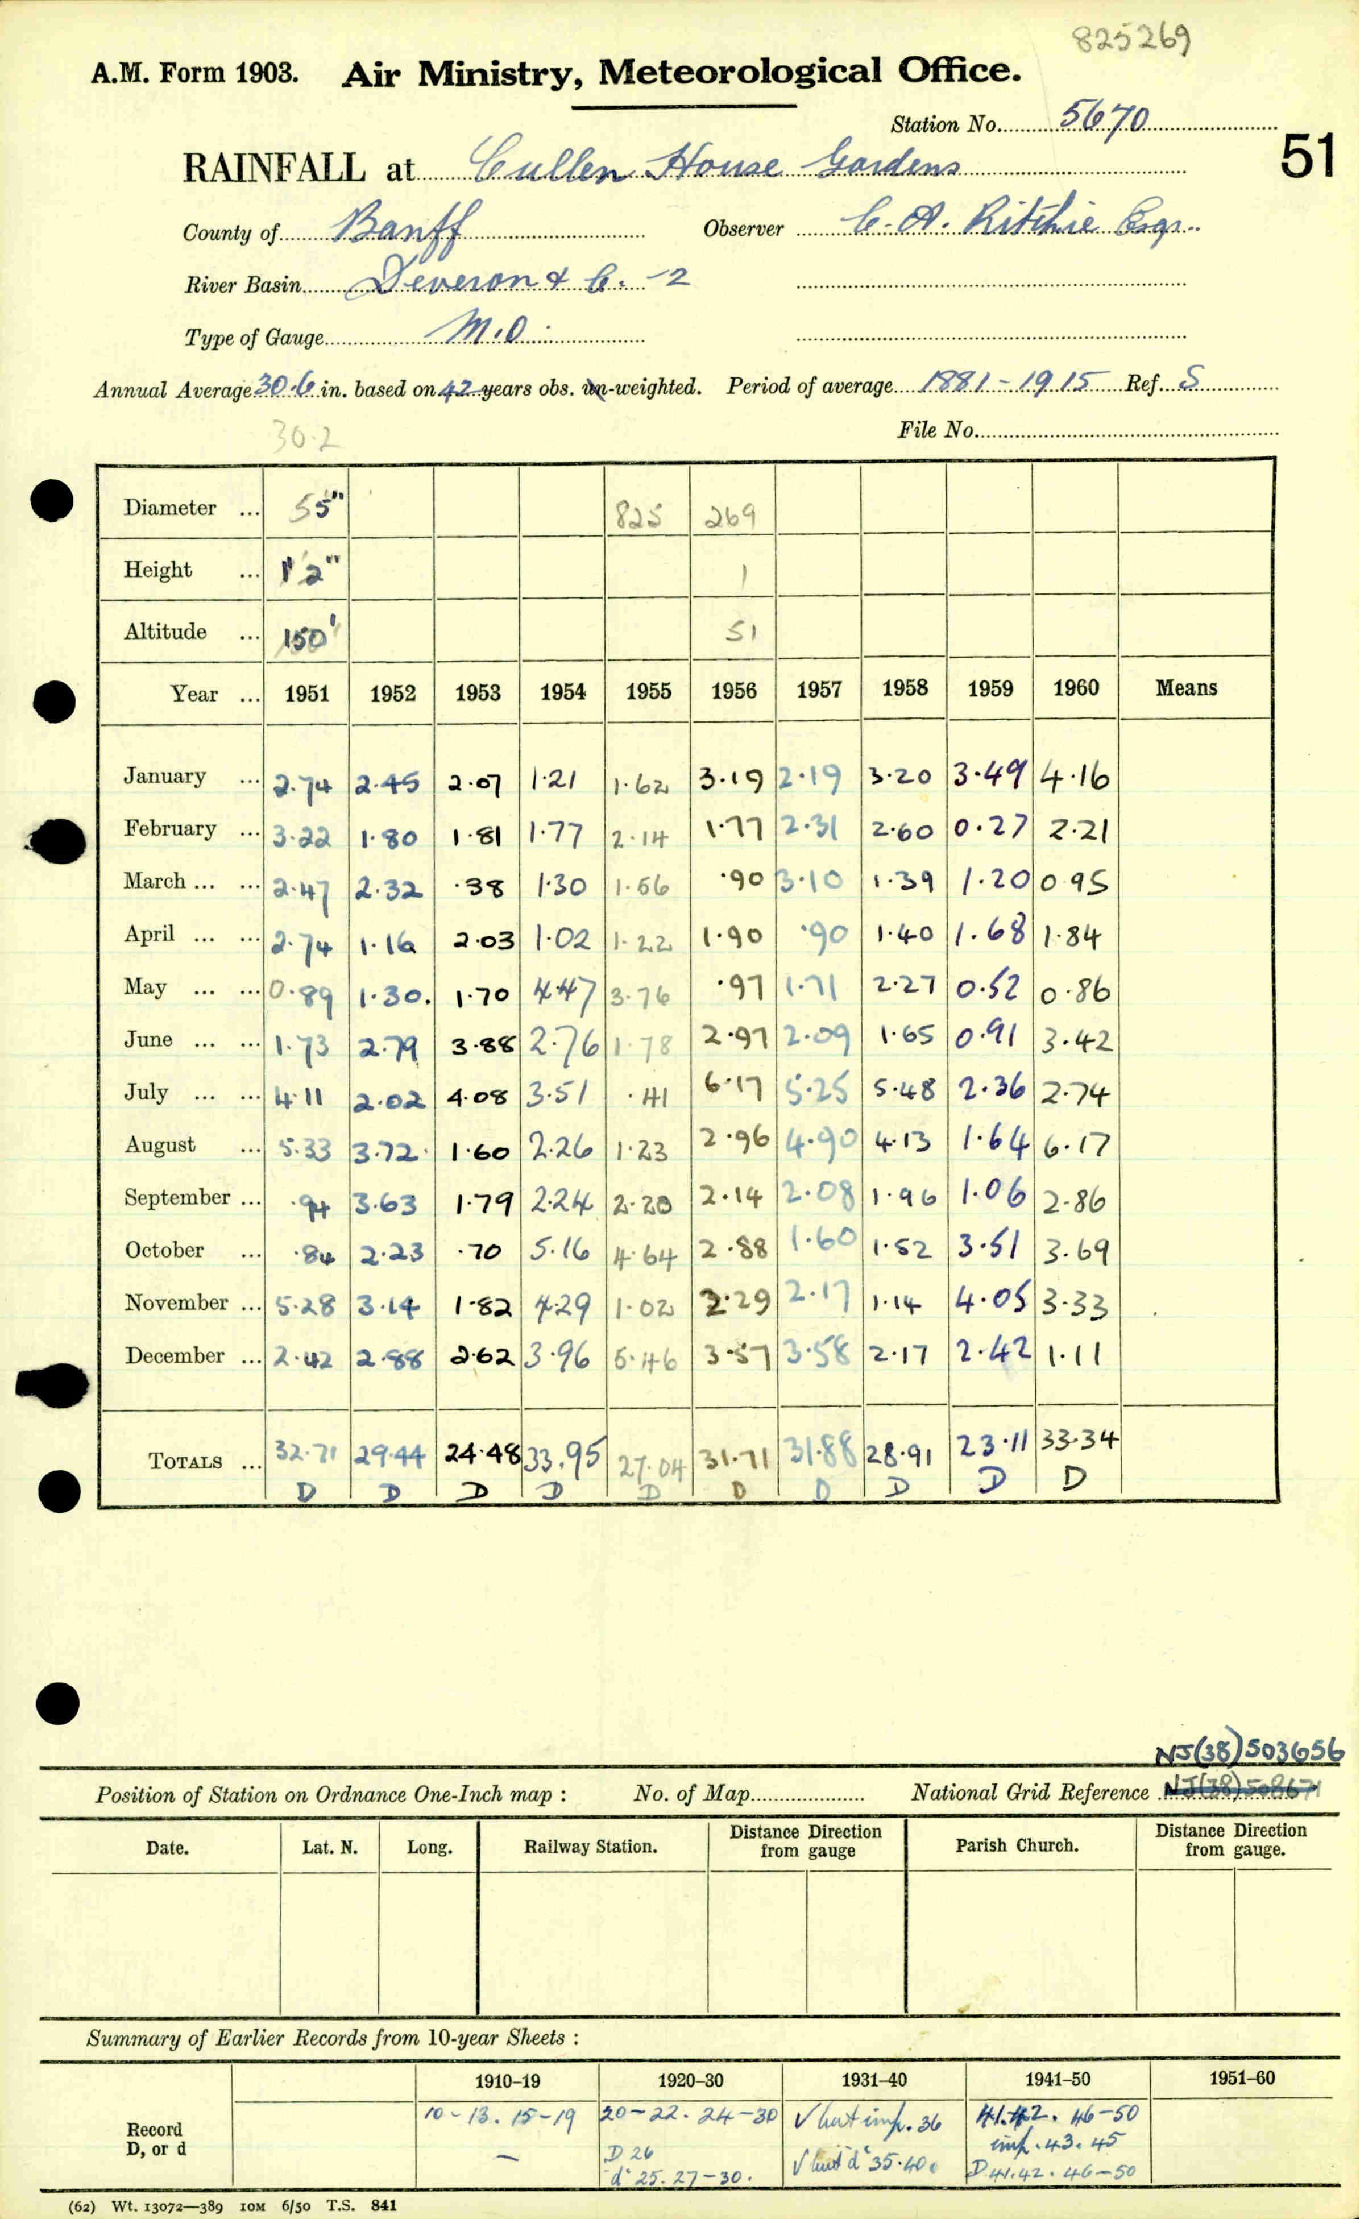 825269
A.M. Form 1903. Air Ministry, Meteorological Office.
Station No. 5670
51
RAINFALL at Cullen House Gardens
County of Banff Observer C. A. Ritchie Esqr.
River Basin Deveron & C. -2
Type of Gauge M.O.
Annual Average 30.6 in. based on 42 years obs. un-weighted. Period of average 1881-1915 Ref. S
30.2
File No.
Diameter ... 5" 825 269
Height ... 1' 2" 1
Altitude ... 150' 51
Year ... 1951 1952 1953 1954 1955 1956 1957 1958 1959 1960 Means
January ... 2.74 2.45 2.07 1.21 1.62 3.19 2.19 3.20 3.49 4.16
February ... 3.22 1.80 1.81 1.77 2.14 1.77 2.31 2.60 0.27 2.21
March ... ... 2.47 2.32 .38 1.30 1.56 .90 3.10 1.39 1.20 0.95
April ... ... 2.74 1.16 2.03 1.02 1.22 1.90 .90 1.40 1.68 1.84
May ... ... 0.89 1.30. 1.70 4.47 3.76 .97 1.71 2.27 0.52 0.86
June ... ... 1.73 2.79 3.88 2.76 1.78 2.97 2.09 1.65 0.91 3.42
July ... ... 4.11 2.02 4.08 3.51 .41 6.17 5.25 5.48 2.36 2.74
August ... 5.33 3.72 1.60 2.26 1.23 2.96 4.90 4.13 1.64 6.17
September ... .94 3.63 1.79 2.24 2.20 2.14 2.08 1.96 1.06 2.86
October ... .84 2.23 .70 5.16 4.64 2.88 1.60 1.52 3.51 3.69
November ... 5.28 3.14 1.82 4.29 1.02 2.29 2.17 1.14 4.05 3.33
December ... 2.42 2.88 2.62 3.96 5.46 3.57 3.58 2.17 2.42 1.11
TOTALS ... 32.71 29.44 24.48 33.95 27.04 31.71 31.88 28.91 23.11 33.34
D D D D D D D D D D
NJ(38)503656
Position of Station on Ordnance One-Inch map : No. of Map National Grid Reference NJ(38)508671
Date. Lat. N. Long. Railway Station. Distance Direction from gauge Parish Church. Distance Direction from gauge.
Summary of Earlier Records from 10-year Sheets :
1910–19 1920–30 1931–40 1941–50 1951–60
Record 10-13. 15-19 20-22. 24-30 V but imp. 36 41.42. 46-50
imp. 43. 45
D, or d — D 26 V but 'd' 35.40. D 41.42. 46-50
'd' 25. 27-30.
(62) Wt. 13072—389 10M 6/50 T.S. 841